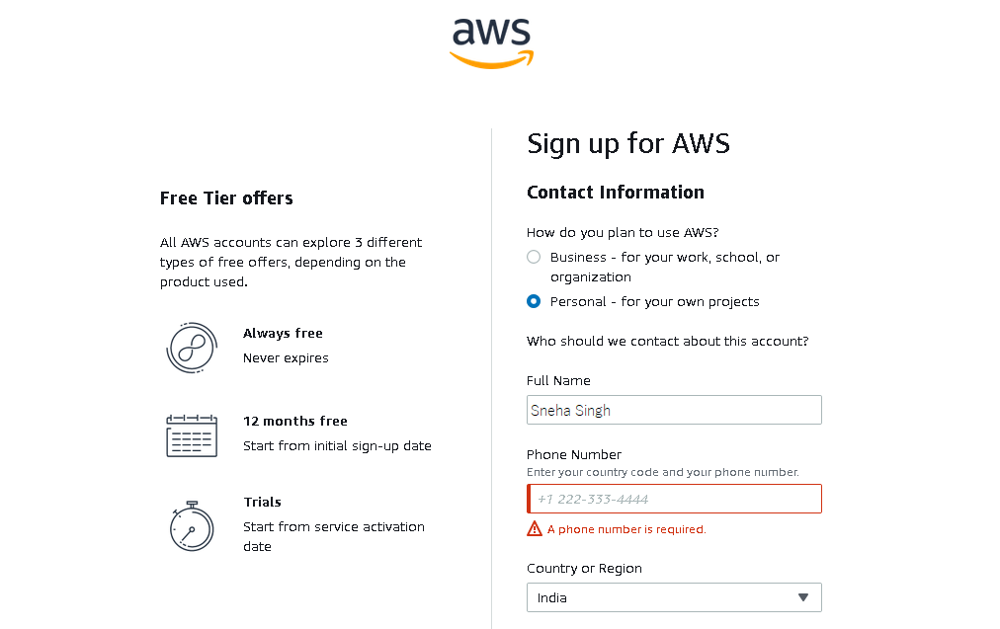 aws
Free Tier offers
All AWS accounts can explore 3 different
types of free offers, depending on the
product used.
Always free
Never expires
12 months free
Start from initial sign-up date
Trials
Start from service activation
date
Sign up for AWS
Contact Information
How do you plan to use AWS?
Business - for your work, school, or
organization
Personal - for your own projects
Who should we contact about this account?
Full Name
Sneha Singh
Phone Number
Enter your country code and your phone number.
+1 222-333-4444
A phone number is required.
Country or Region
India